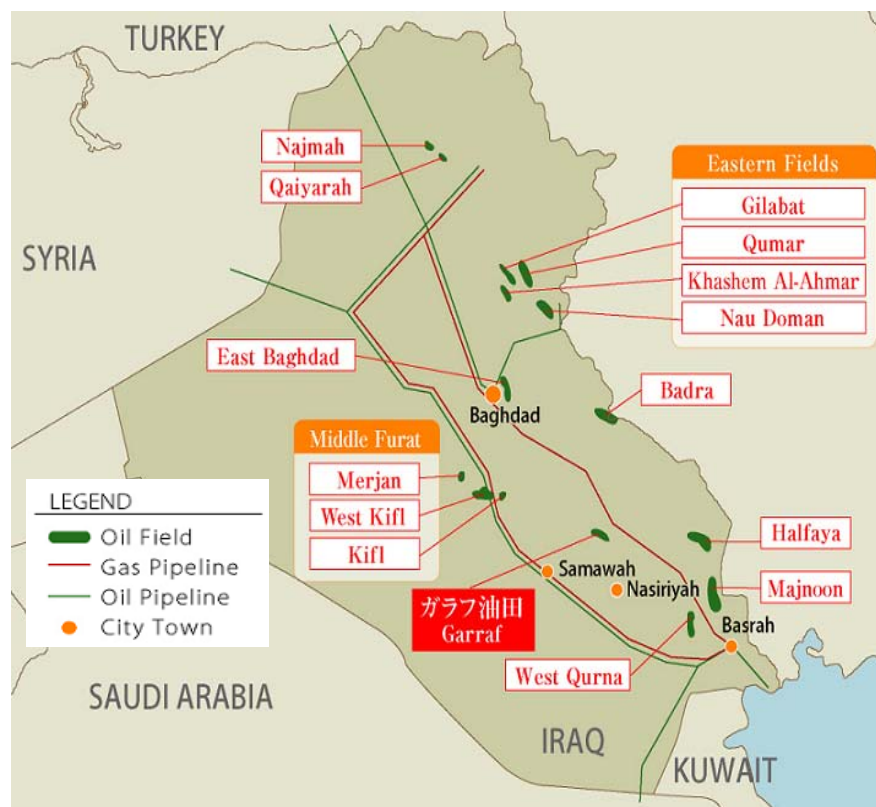 TURKEY
Najmah
Qaiyarah
Eastern Fields
Gilabat
Qumar
Khashem Al-Ahmar
Nau Doman
SYRIA
East Baghdad
Baghdad
Badra
Middle Furat
Merjan
West Kifl
Kifl
LEGEND
Oil Field
Gas Pipeline
Oil Pipeline
City Town
Halfaya
Samawah
Nasiriyah
Majnoon
ガラフ油田
Garraf
Basrah
West Qurna
SAUDI ARABIA
IRAQ
KUWAIT